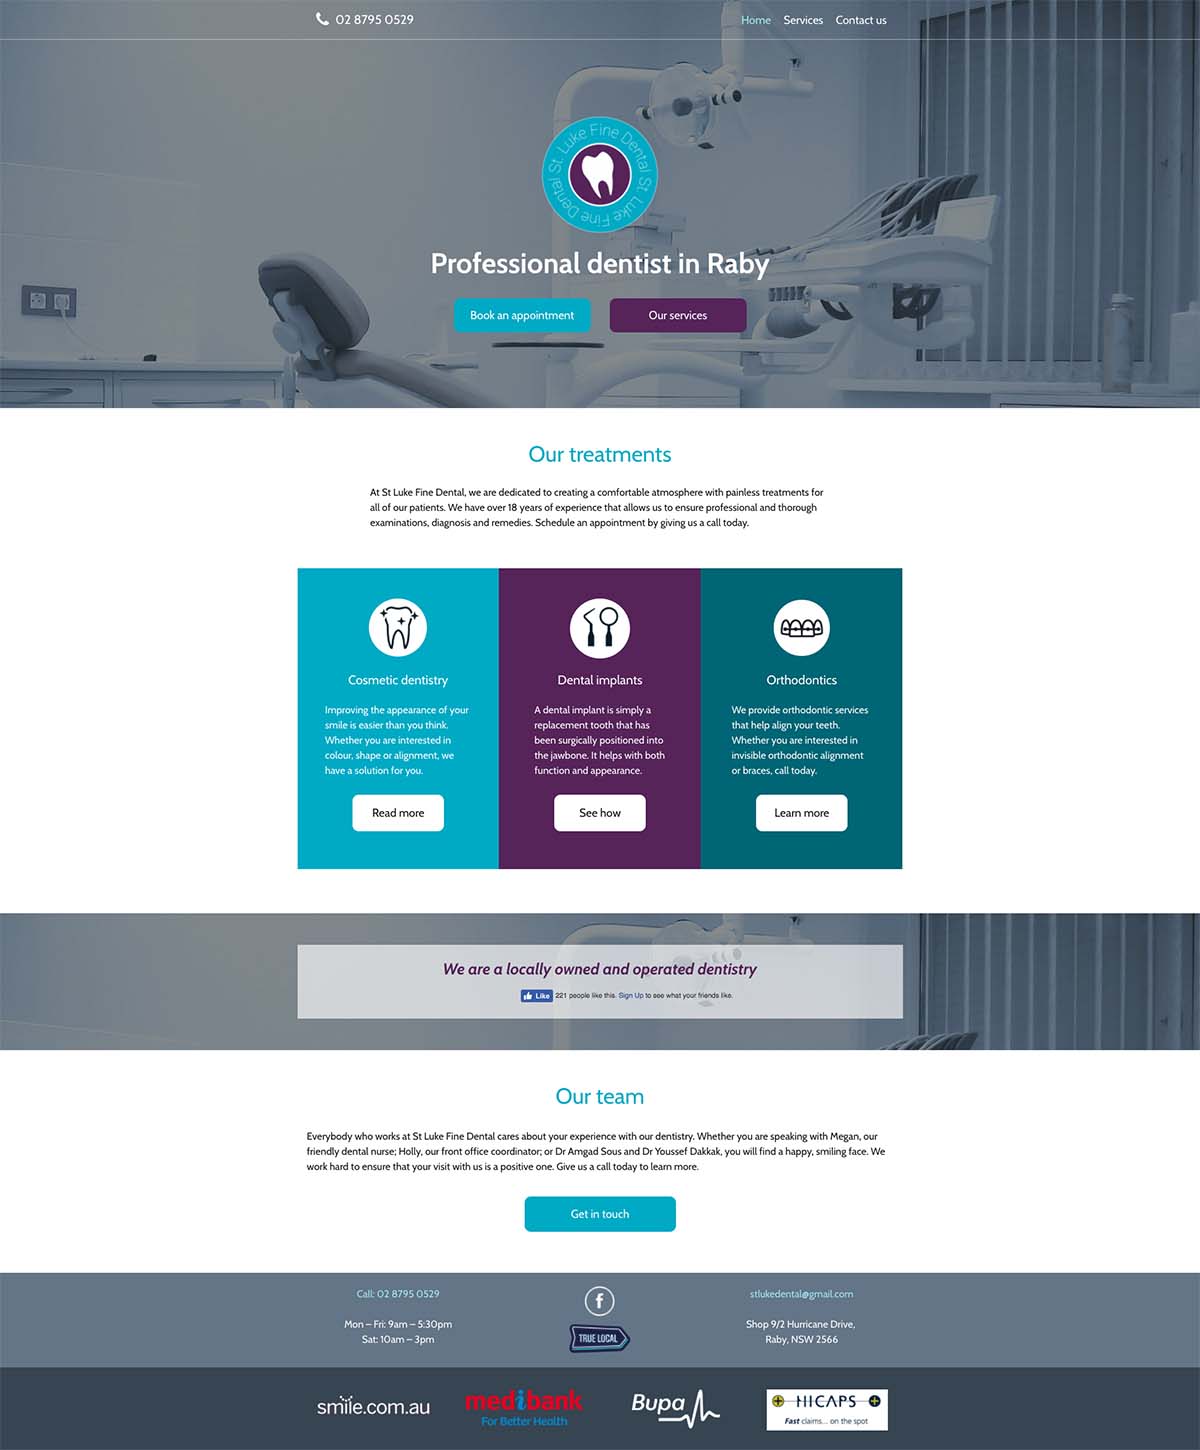 02 8795 0529
Home Services Contact us
St. Luke Fine Dental St. Luke Fine Dental
Professional dentist in Raby
Book an appointment
Our services
Our treatments
At St Luke Fine Dental, we are dedicated to creating a comfortable atmosphere with painless treatments for
all of our patients. We have over 18 years of experience that allows us to ensure professional and thorough
examinations, diagnosis and remedies. Schedule an appointment by giving us a call today.
Cosmetic dentistry
Improving the appearance of your
smile is easier than you think.
Whether you are interested in
colour, shape or alignment, we
have a solution for you.
Read more
Dental implants
A dental implant is simply a
replacement tooth that has
been surgically positioned into
the jawbone. It helps with both
function and appearance.
See how
Orthodontics
We provide orthodontic services
that help align your teeth.
Whether you are interested in
invisible orthodontic alignment
or braces, call today.
Learn more
We are a locally owned and operated dentistry
Like 221 people like this. Sign Up to see what your friends like.
Our team
Everybody who works at St Luke Fine Dental cares about your experience with our dentistry. Whether you are speaking with Megan, our
friendly dental nurse; Holly, our front office coordinator; or Dr Amgad Sous and Dr Youssef Dakkak, you will find a happy, smiling face. We
work hard to ensure that your visit with us is a positive one. Give us a call today to learn more.
Get in touch
Call: 02 8795 0529
Mon – Fri: 9am – 5:30pm
Sat: 10am – 3pm
f
TRUE LOCAL
stlukedental@gmail.com
Shop 9/2 Hurricane Drive,
Raby, NSW 2566
smile.com.au
medibank
For Better Health
Bupa
HICAPS
Fast claims... on the spot